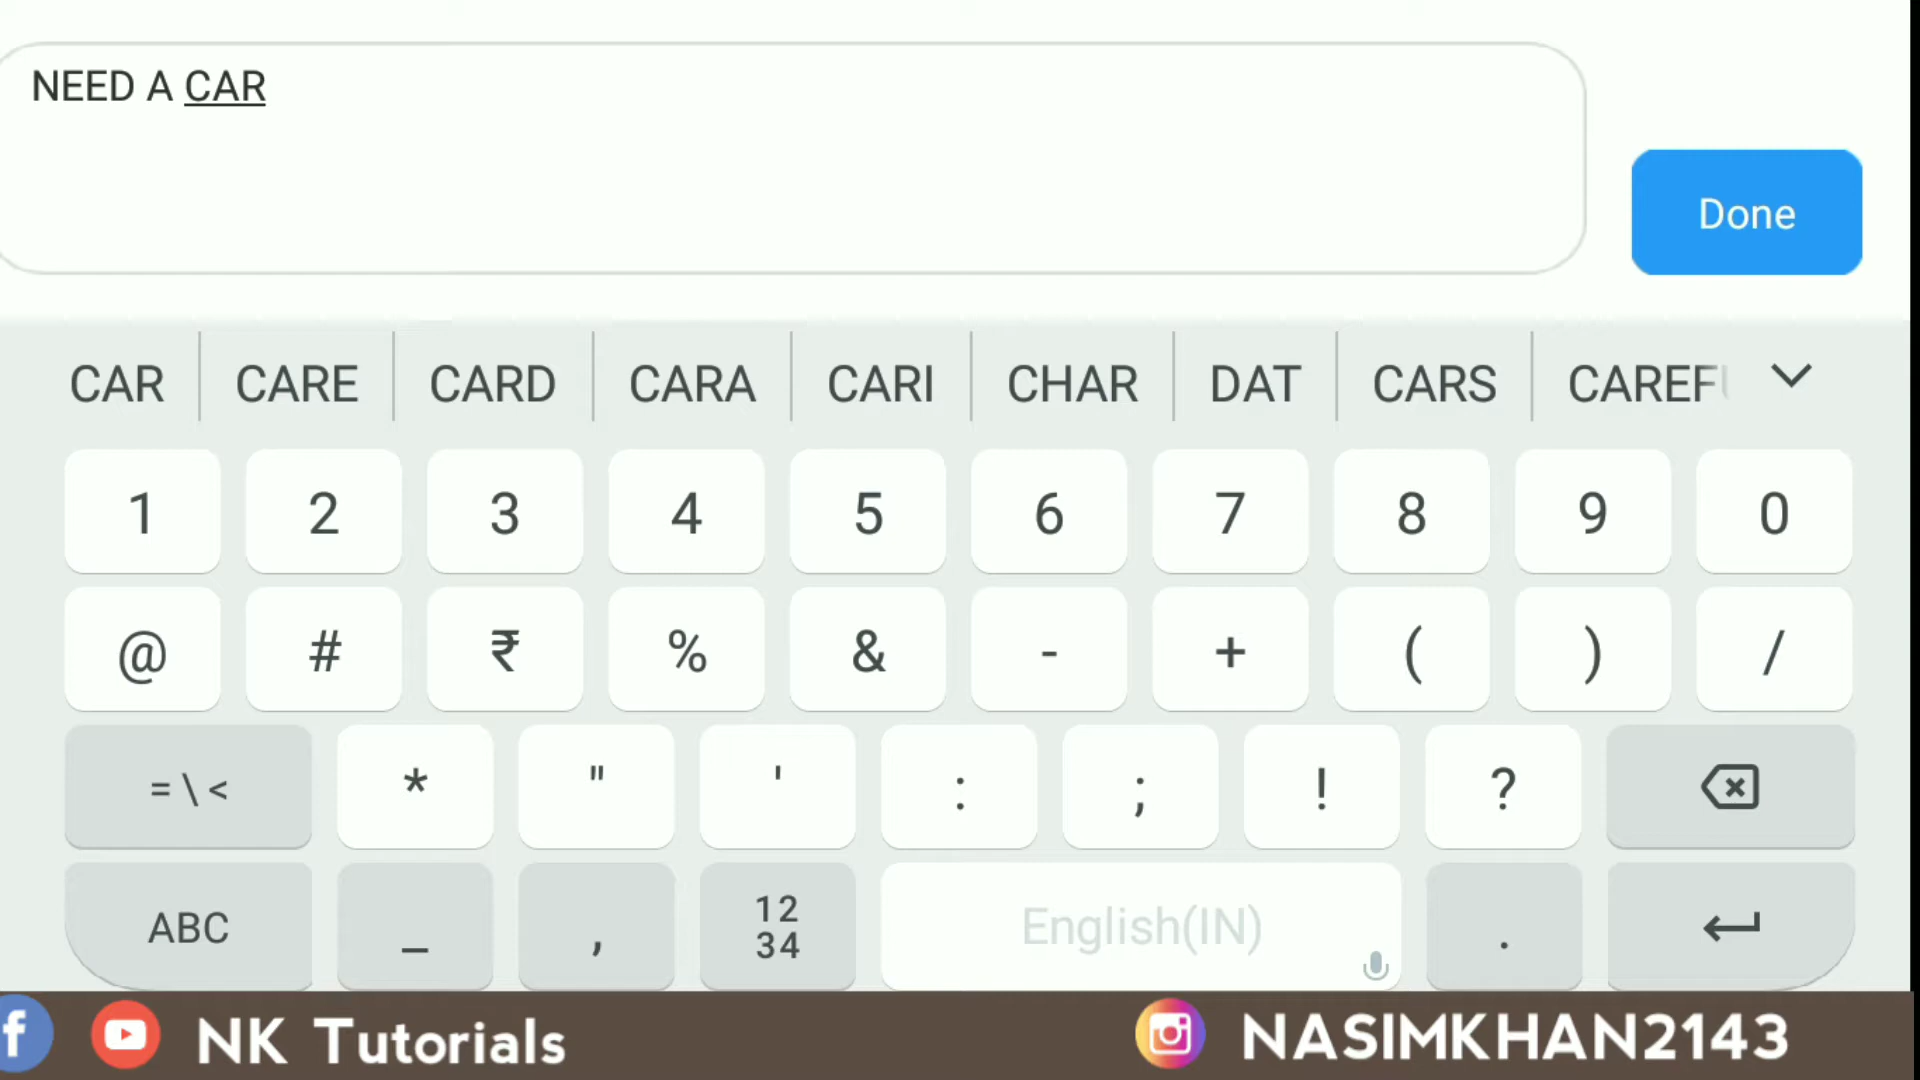 NEED A CAR
Done
CAR CARE CARD CARA CARI CHAR DAT CARS CAREF
1 2 3 4 5 6 7 8 9 0
@ # ₹ % & - + ( ) /
= \ < * " ' : ; ! ?
ABC _ , 12 34 English(IN) .
NK Tutorials NASIMKHAN2143